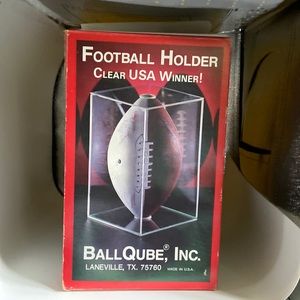 FOOTBALL HOLDER
CLEAR USA WINNER!
BALLQUBE®, INC.
LANEVILLE, TX. 75760 MADE IN U.S.A.